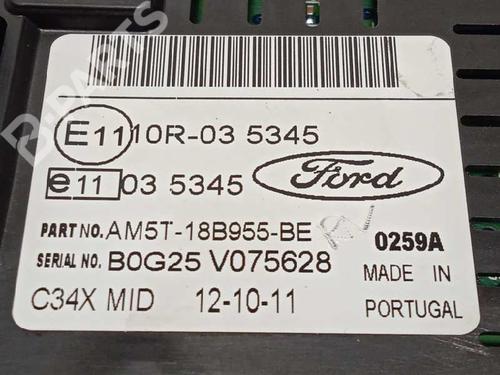 B-PARTS
E11 10R-03 5345
e11 03 5345
Ford
PART NO. AM5T-18B955-BE
0259A
SERIAL NO. B0G25 V075628
MADE IN
C34X MID 12-10-11
PORTUGAL